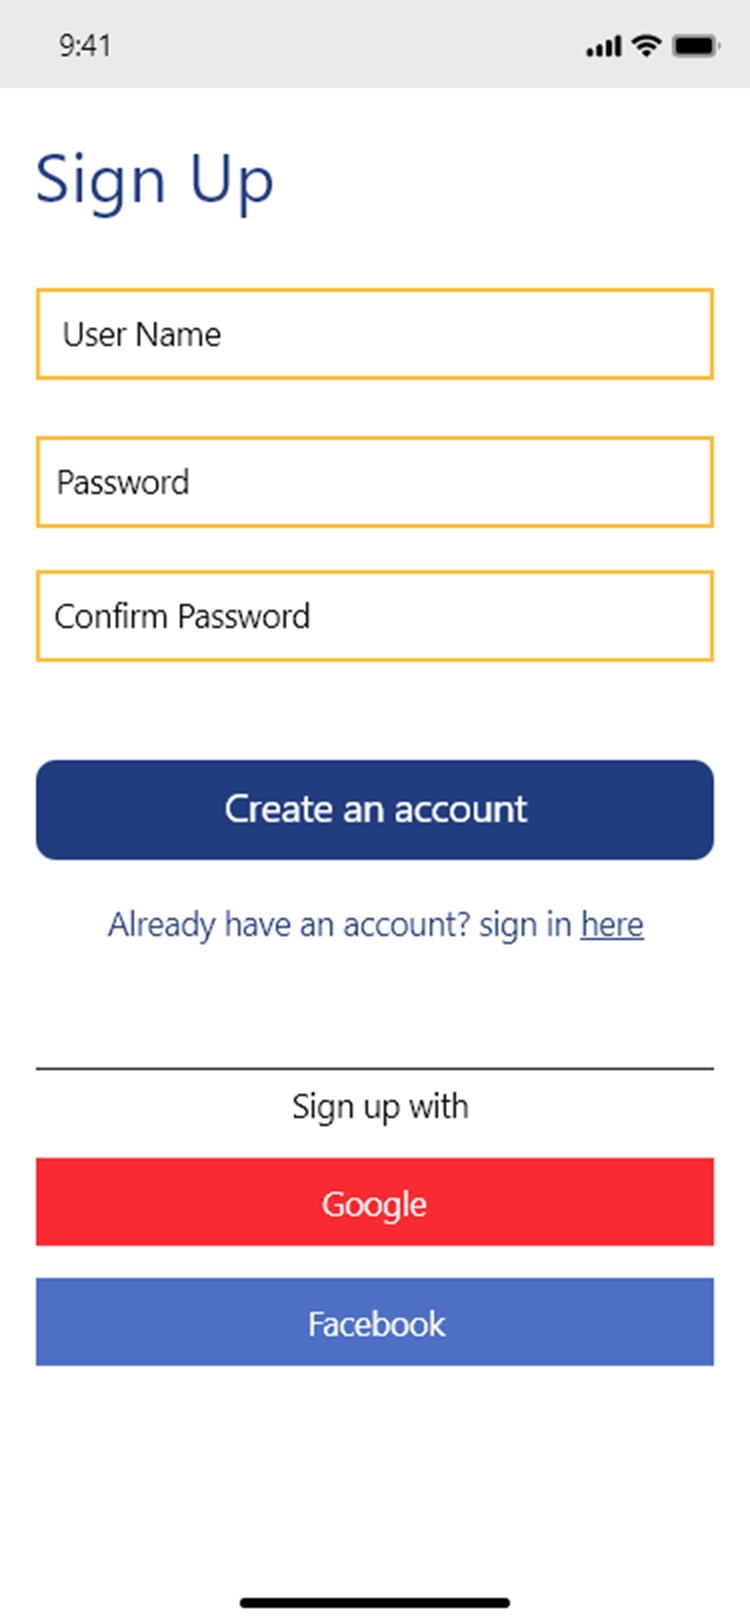 9:41
Sign Up
User Name
Password
Confirm Password
Create an account
Already have an account? sign in here
Sign up with
Google
Facebook